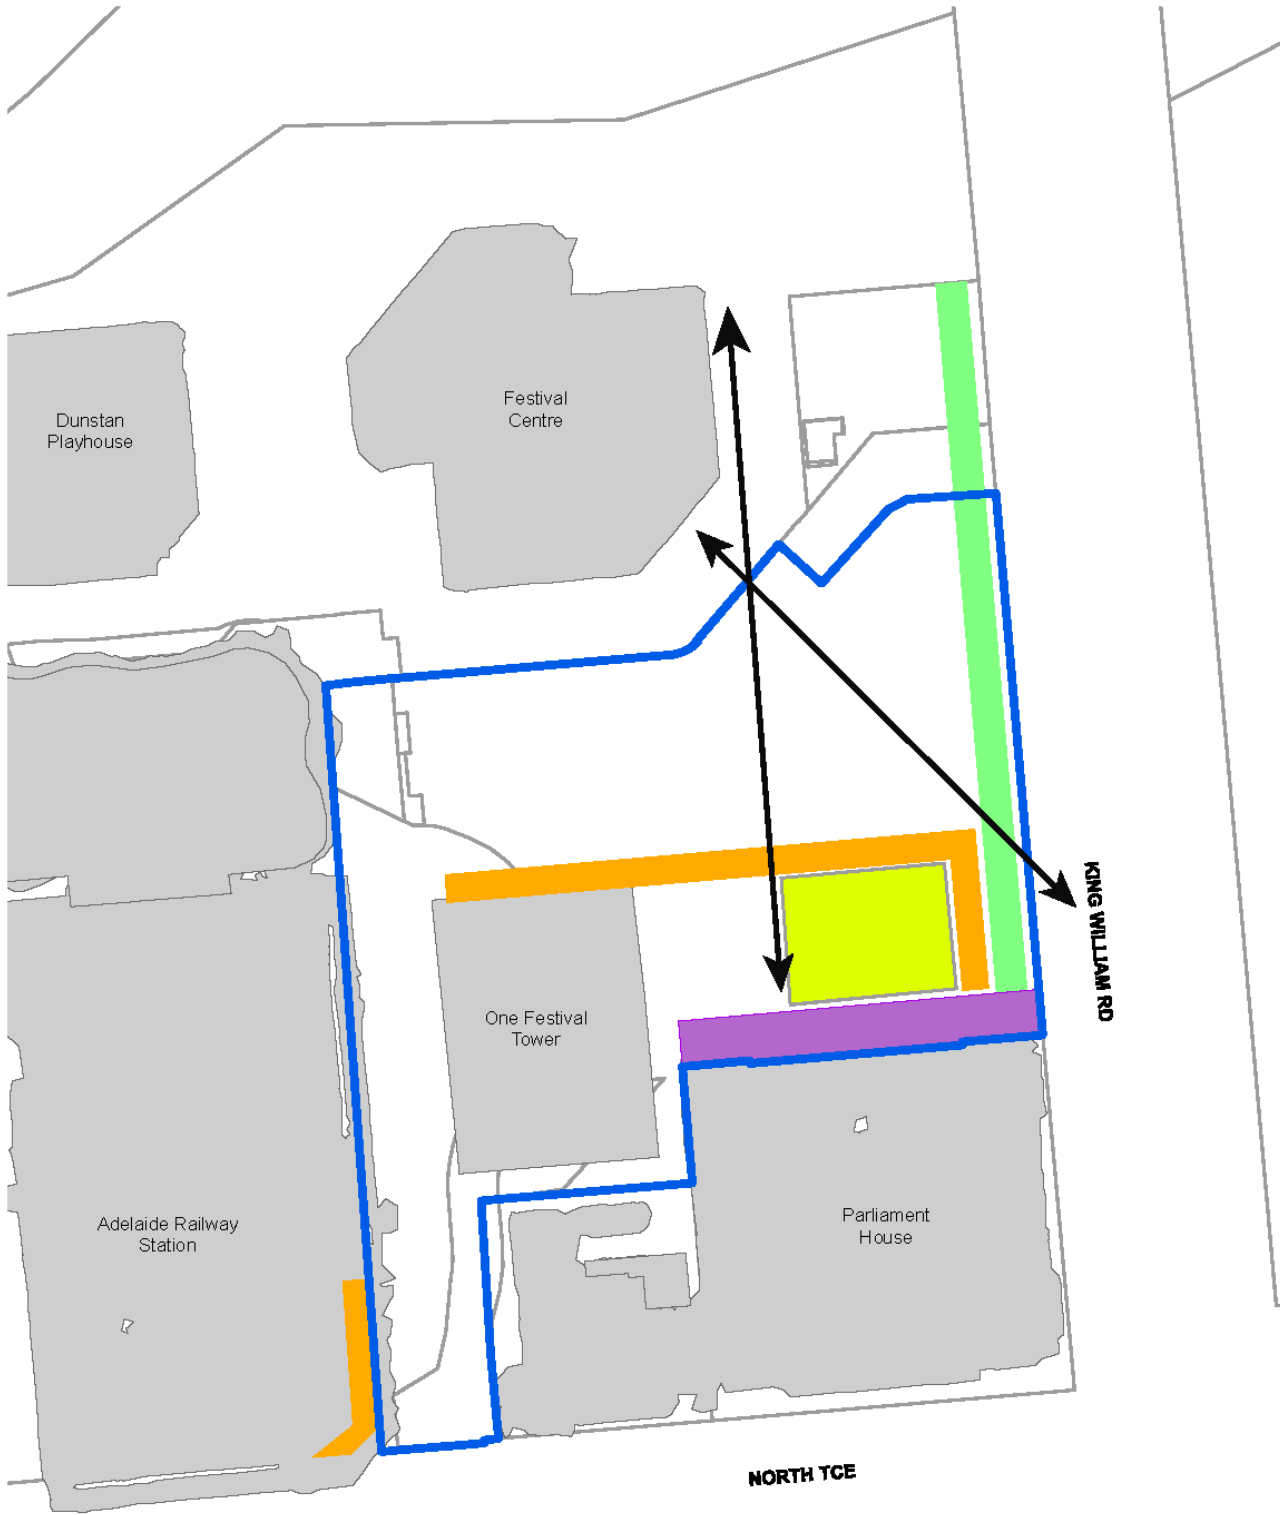 Festival
Centre
Dunstan
Playhouse
KING WILLIAM RD
One Festival
Tower
Adelaide Railway
Station
Parliament
House
NORTH TCE